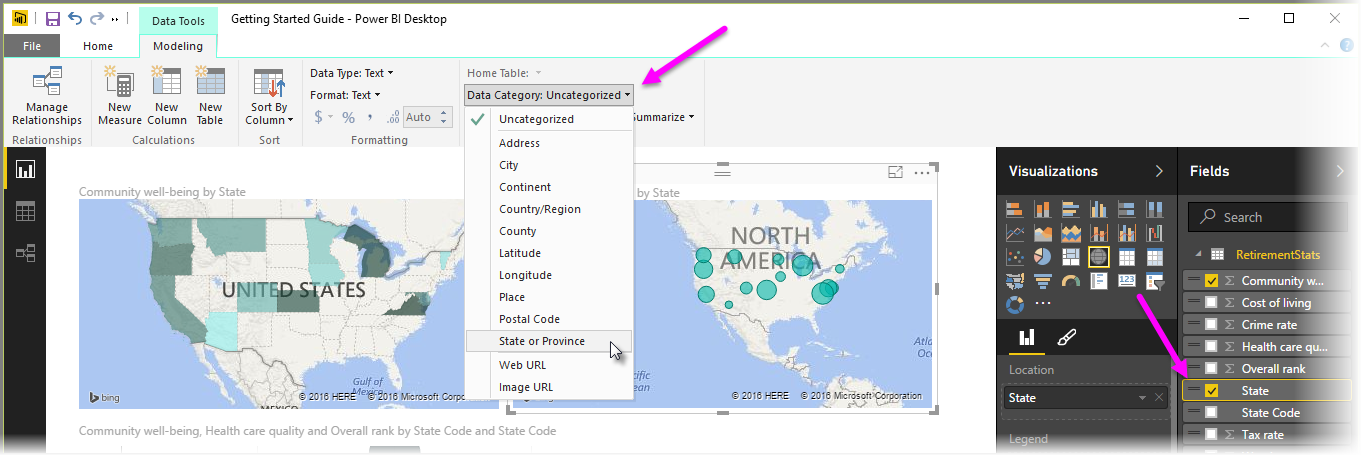 Data Tools
Getting Started Guide - Power BI Desktop
File
Home
Modeling
Manage Relationships
Relationships
New Measure
New Column
New Table
Calculations
Sort By Column
Sort
Data Type: Text
Format: Text
$ % , .00 Auto
Formatting
Home Table:
Data Category: Uncategorized
Summarize
Uncategorized
Address
City
Continent
Country/Region
County
Latitude
Longitude
Place
Postal Code
State or Province
Web URL
Image URL
Community well-being by State
UNITED STATES
Gulf of
MEXICO
bing
© 2016 HERE © 2016 Microsoft Corporation
by State
NORTH
AMERICA
© 2016 HERE © 2016 Microsoft Corporation
Community well-being, Health care quality and Overall rank by State Code and State Code
Visualizations
123
Location
State
Legend
Fields
Search
RetirementStats
Community w...
Cost of living
Crime rate
Health care qu...
Overall rank
State
State Code
Tax rate